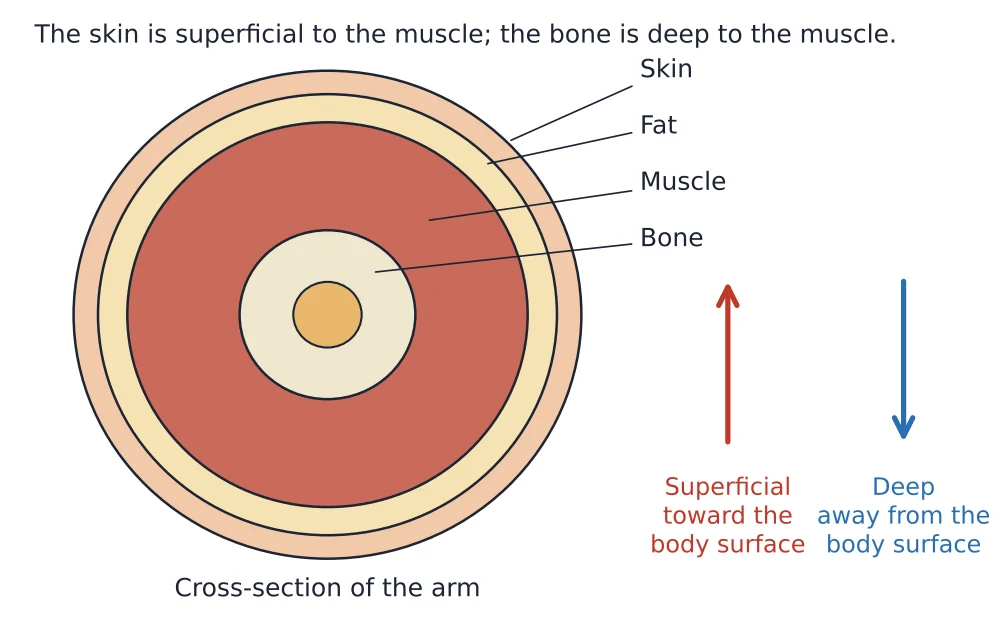 The skin is superficial to the muscle; the bone is deep to the muscle.
Skin
Fat
Muscle
Bone
Superficial
toward the
body surface
Deep
away from the
body surface
Cross-section of the arm